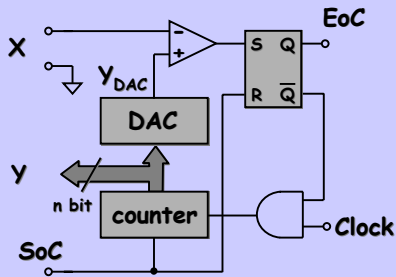 EoC
X
-
+
S Q
Y_DAC
R Q̅
DAC
Y
n bit
counter
Clock
SoC